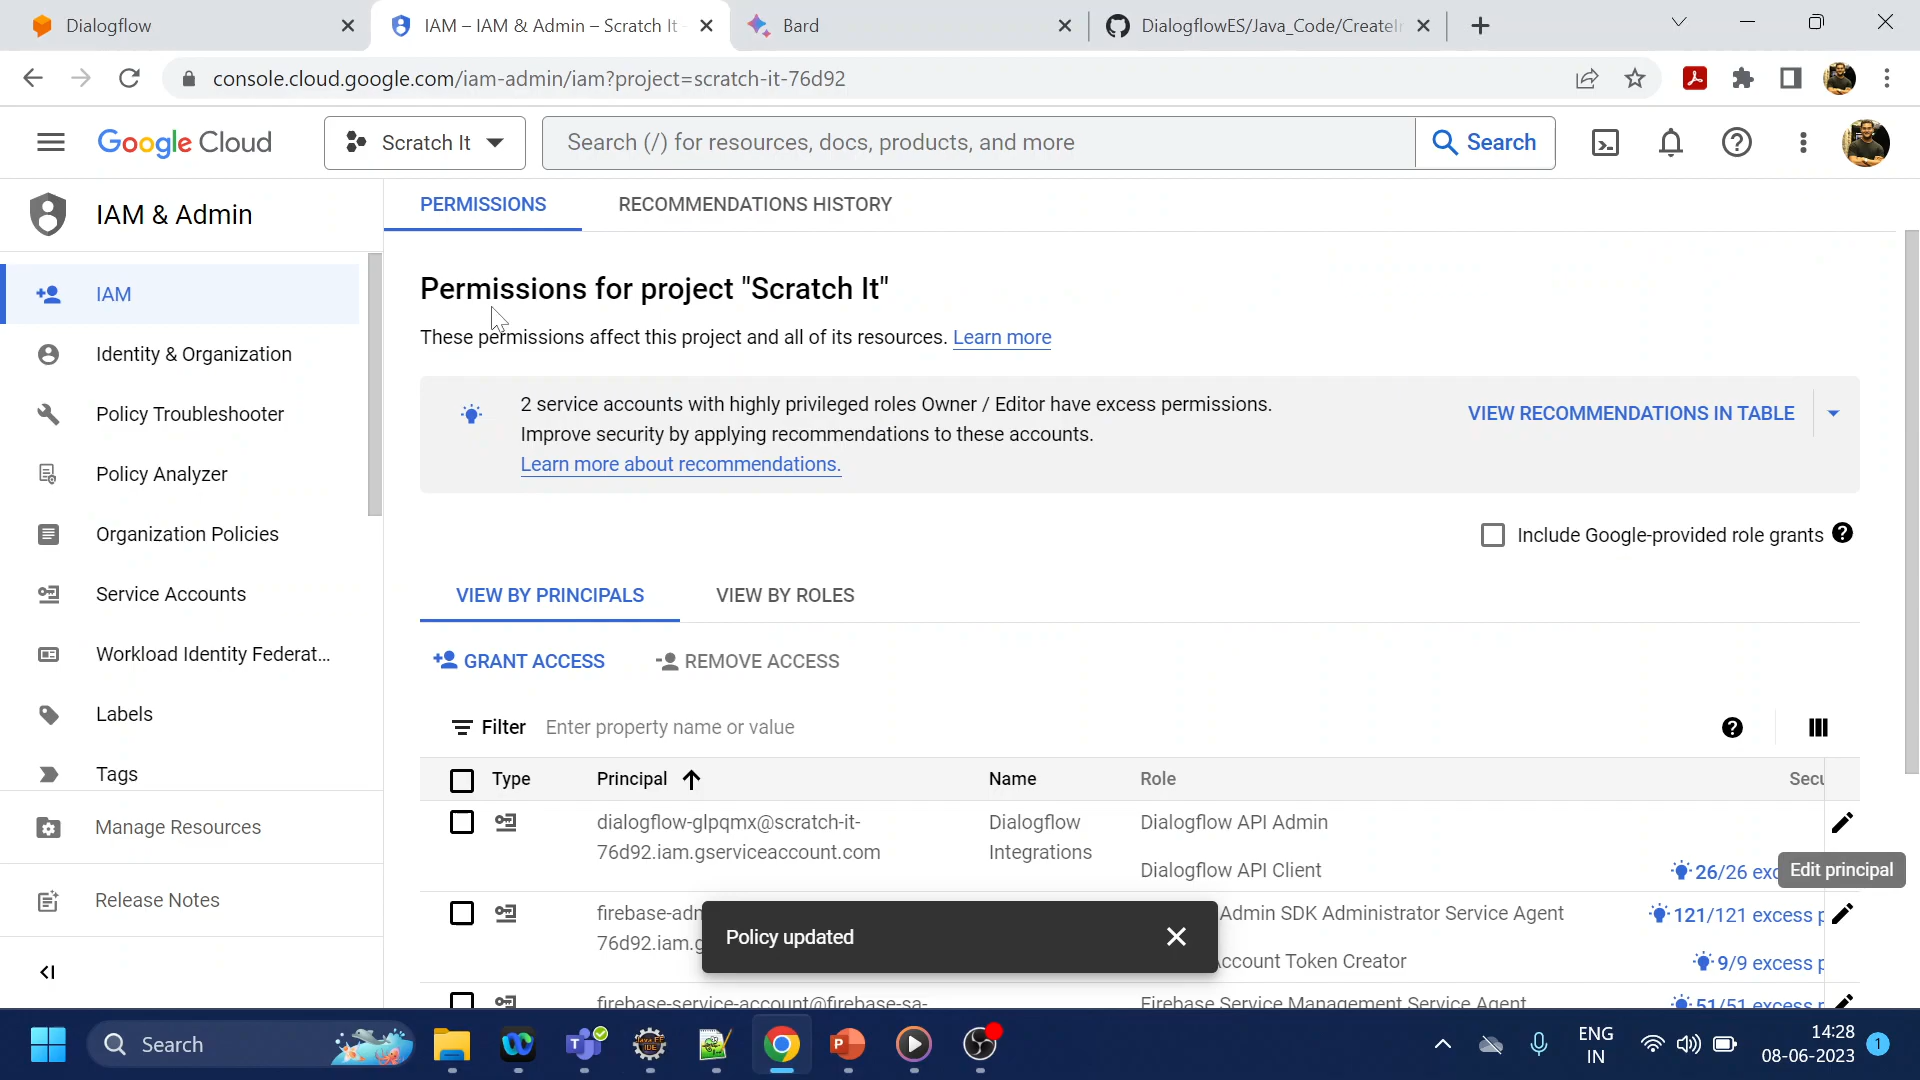 Dialogflow
IAM – IAM & Admin – Scratch It -
Bard
DialogflowES/Java_Code/CreateIn
console.cloud.google.com/iam-admin/iam?project=scratch-it-76d92
Google Cloud
Scratch It
Search (/) for resources, docs, products, and more
Search
IAM & Admin
PERMISSIONS
RECOMMENDATIONS HISTORY
IAM
Identity & Organization
Policy Troubleshooter
Policy Analyzer
Organization Policies
Service Accounts
Workload Identity Federat...
Labels
Tags
Manage Resources
Release Notes
Permissions for project "Scratch It"
These permissions affect this project and all of its resources. Learn more
2 service accounts with highly privileged roles Owner / Editor have excess permissions.
Improve security by applying recommendations to these accounts.
Learn more about recommendations.
VIEW RECOMMENDATIONS IN TABLE
Include Google-provided role grants
VIEW BY PRINCIPALS
VIEW BY ROLES
GRANT ACCESS
REMOVE ACCESS
Filter Enter property name or value
Type Principal Name Role Secu
dialogflow-glpqmx@scratch-it-
76d92.iam.gserviceaccount.com
Dialogflow
Integrations
Dialogflow API Admin
Dialogflow API Client
26/26 exc
Edit principal
firebase-adn
76d92.iam.g
Admin SDK Administrator Service Agent
121/121 excess p
ccount Token Creator
9/9 excess p
Policy updated
firebase-service-account@firebase-sa-
Firebase Service Management Service Agent
51/51 excess p
Search
ENG
IN
14:28
08-06-2023
1